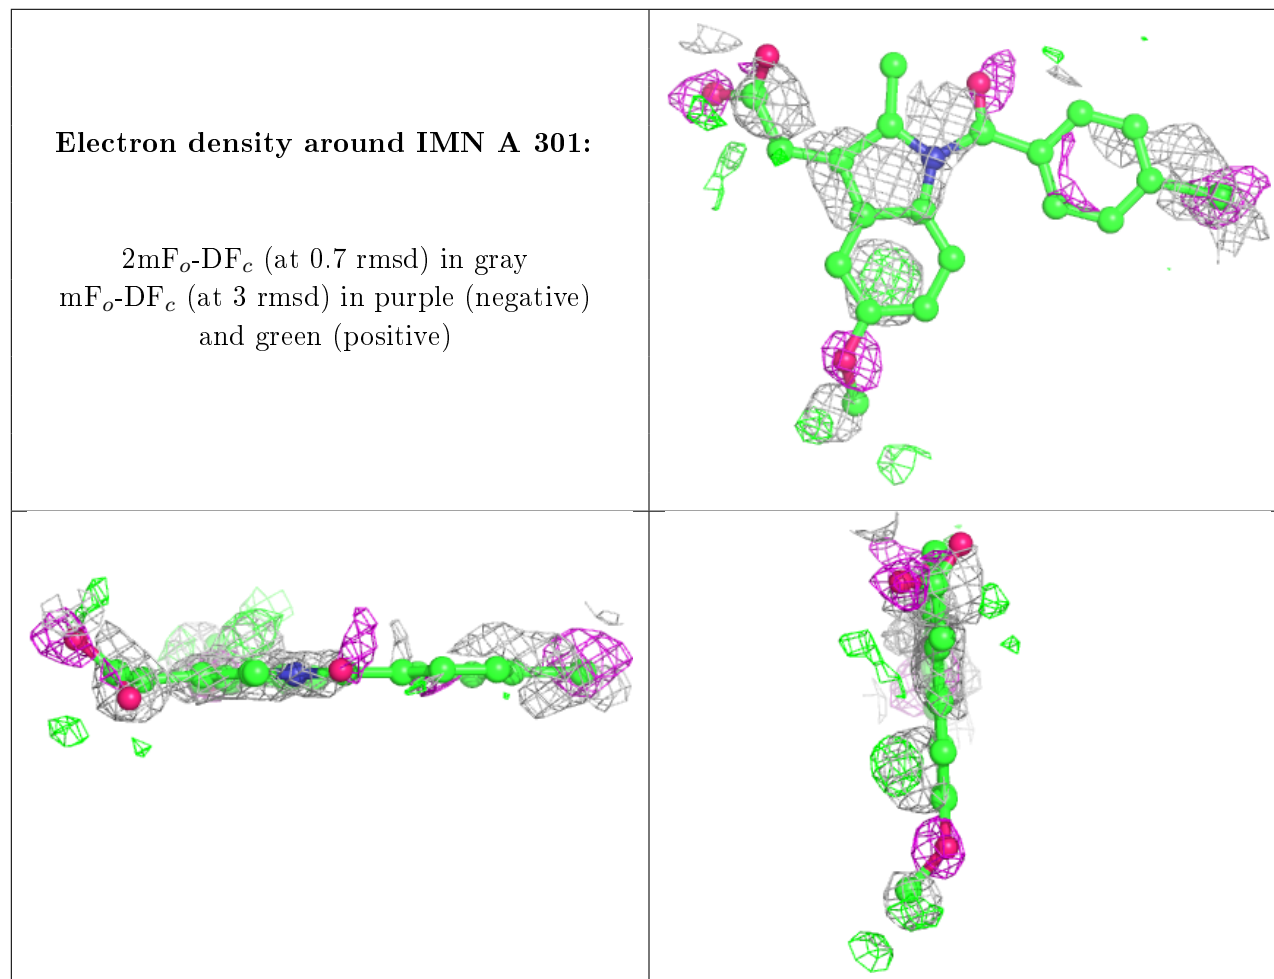 Electron density around IMN A 301:
2mFo-DFc (at 0.7 rmsd) in gray
mFo-DFc (at 3 rmsd) in purple (negative)
and green (positive)